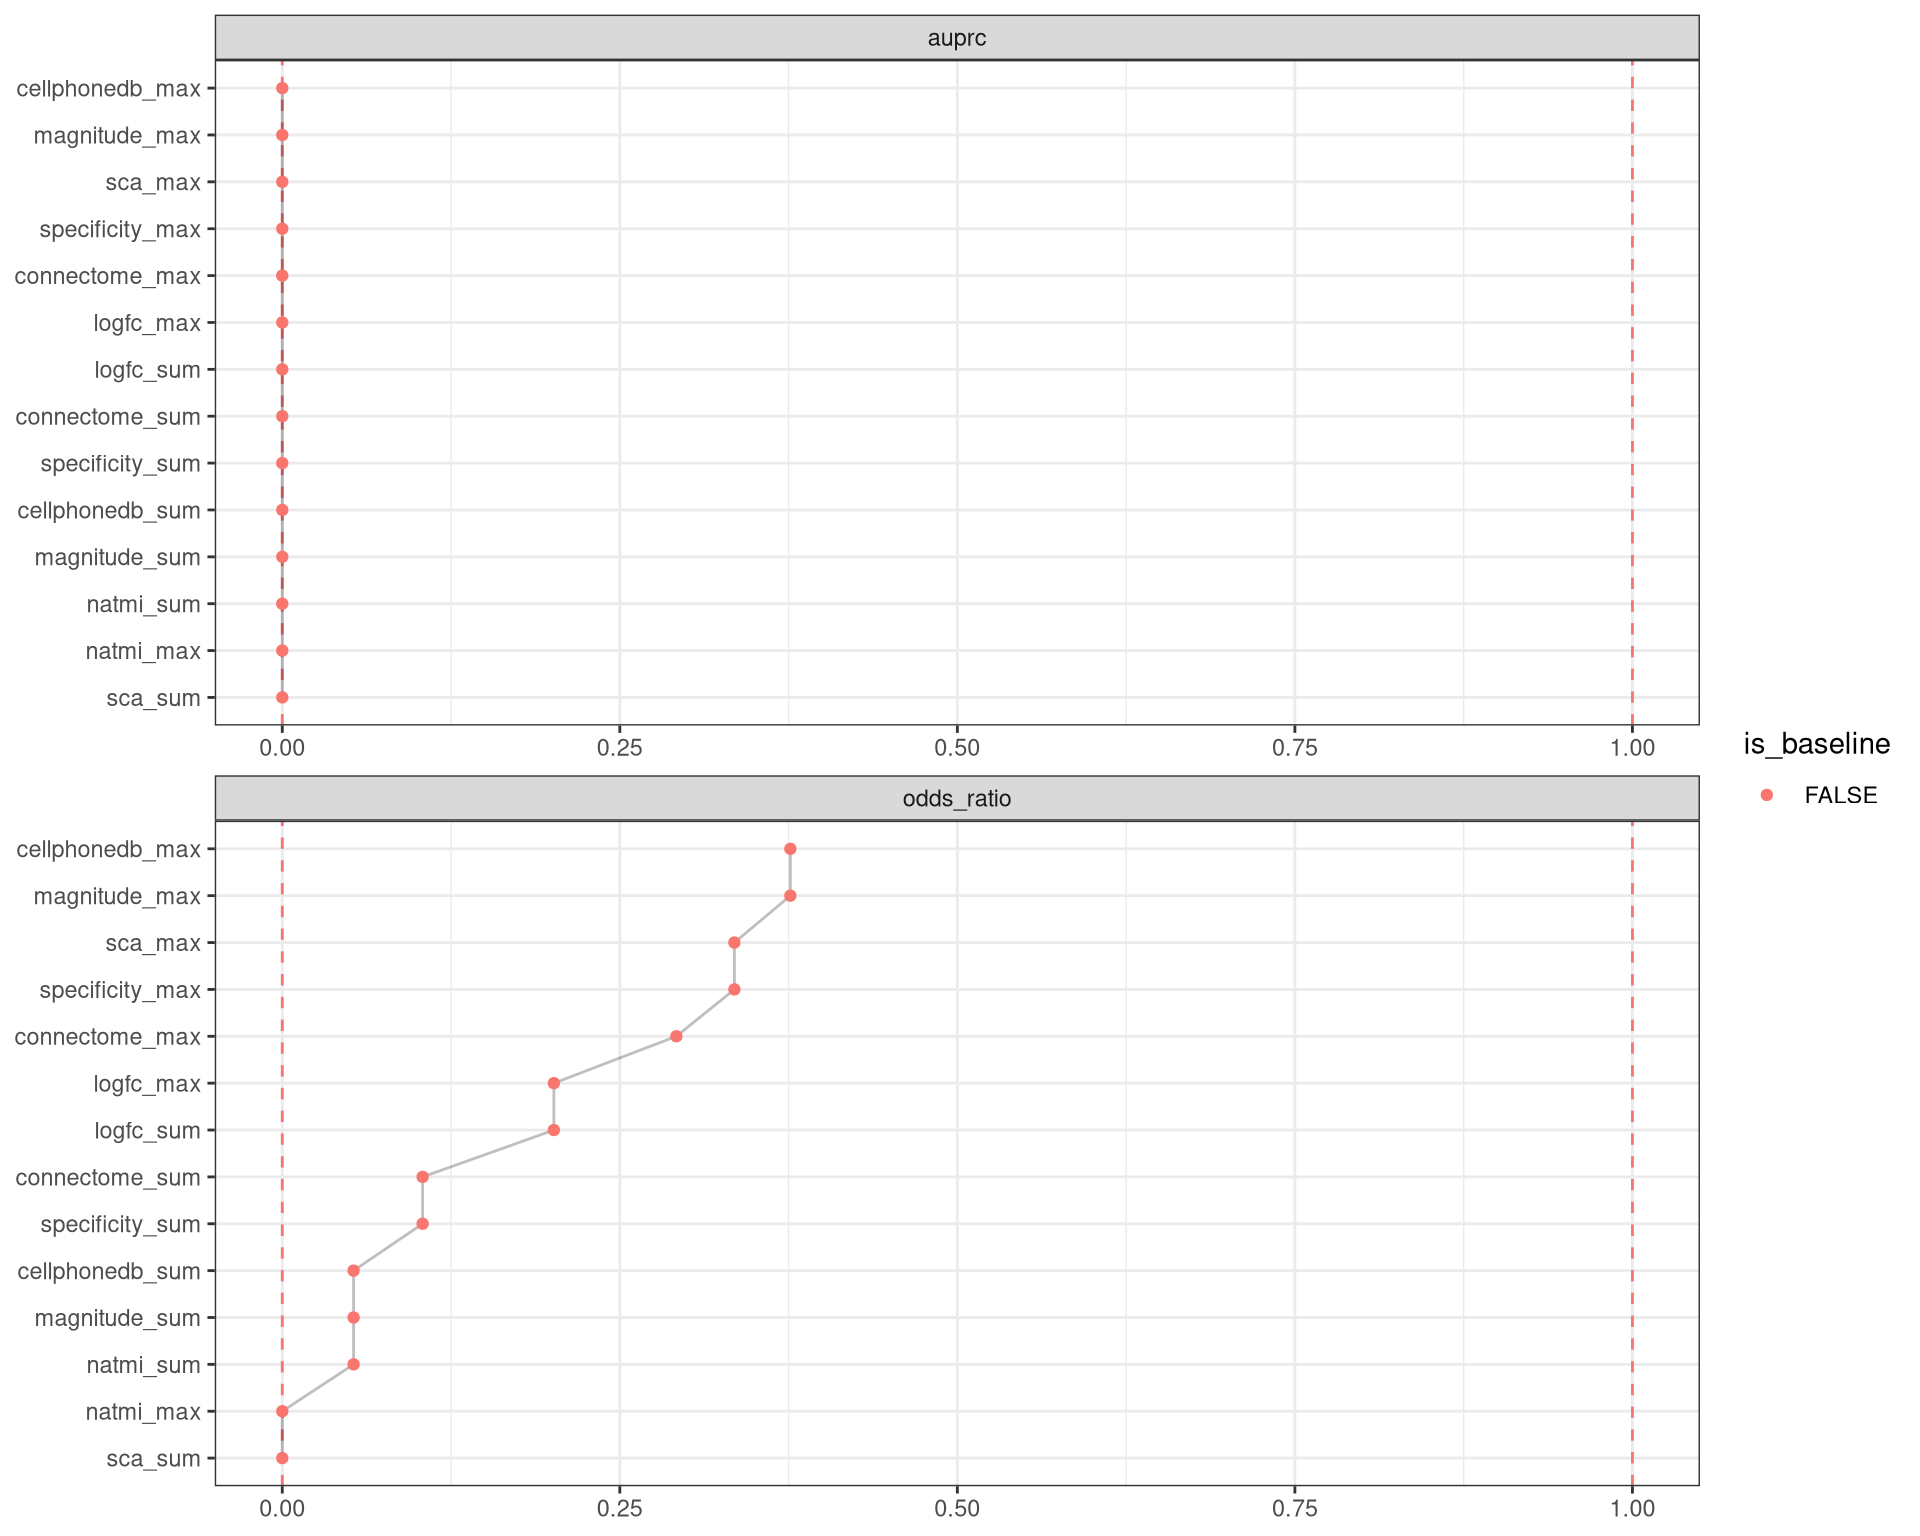 auprc
cellphonedb_max
magnitude_max
sca_max
specificity_max
connectome_max
logfc_max
logfc_sum
connectome_sum
specificity_sum
cellphonedb_sum
magnitude_sum
natmi_sum
natmi_max
sca_sum
0.00 0.25 0.50 0.75 1.00
odds_ratio
cellphonedb_max
magnitude_max
sca_max
specificity_max
connectome_max
logfc_max
logfc_sum
connectome_sum
specificity_sum
cellphonedb_sum
magnitude_sum
natmi_sum
natmi_max
sca_sum
0.00 0.25 0.50 0.75 1.00
is_baseline
FALSE